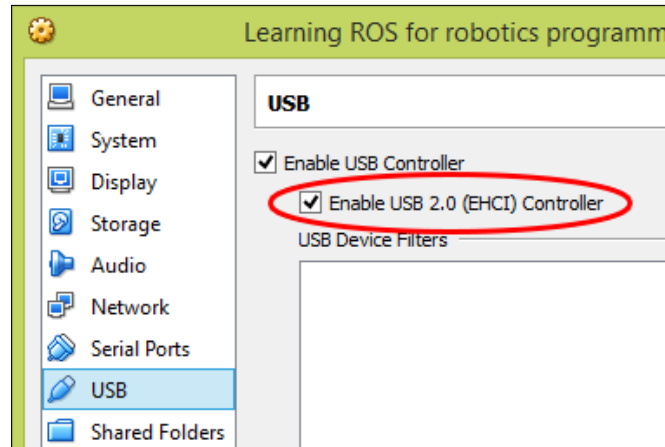 Learning ROS for robotics programm
General
System
Display
Storage
Audio
Network
Serial Ports
USB
Shared Folders
USB
Enable USB Controller
Enable USB 2.0 (EHCI) Controller
USB Device Filters